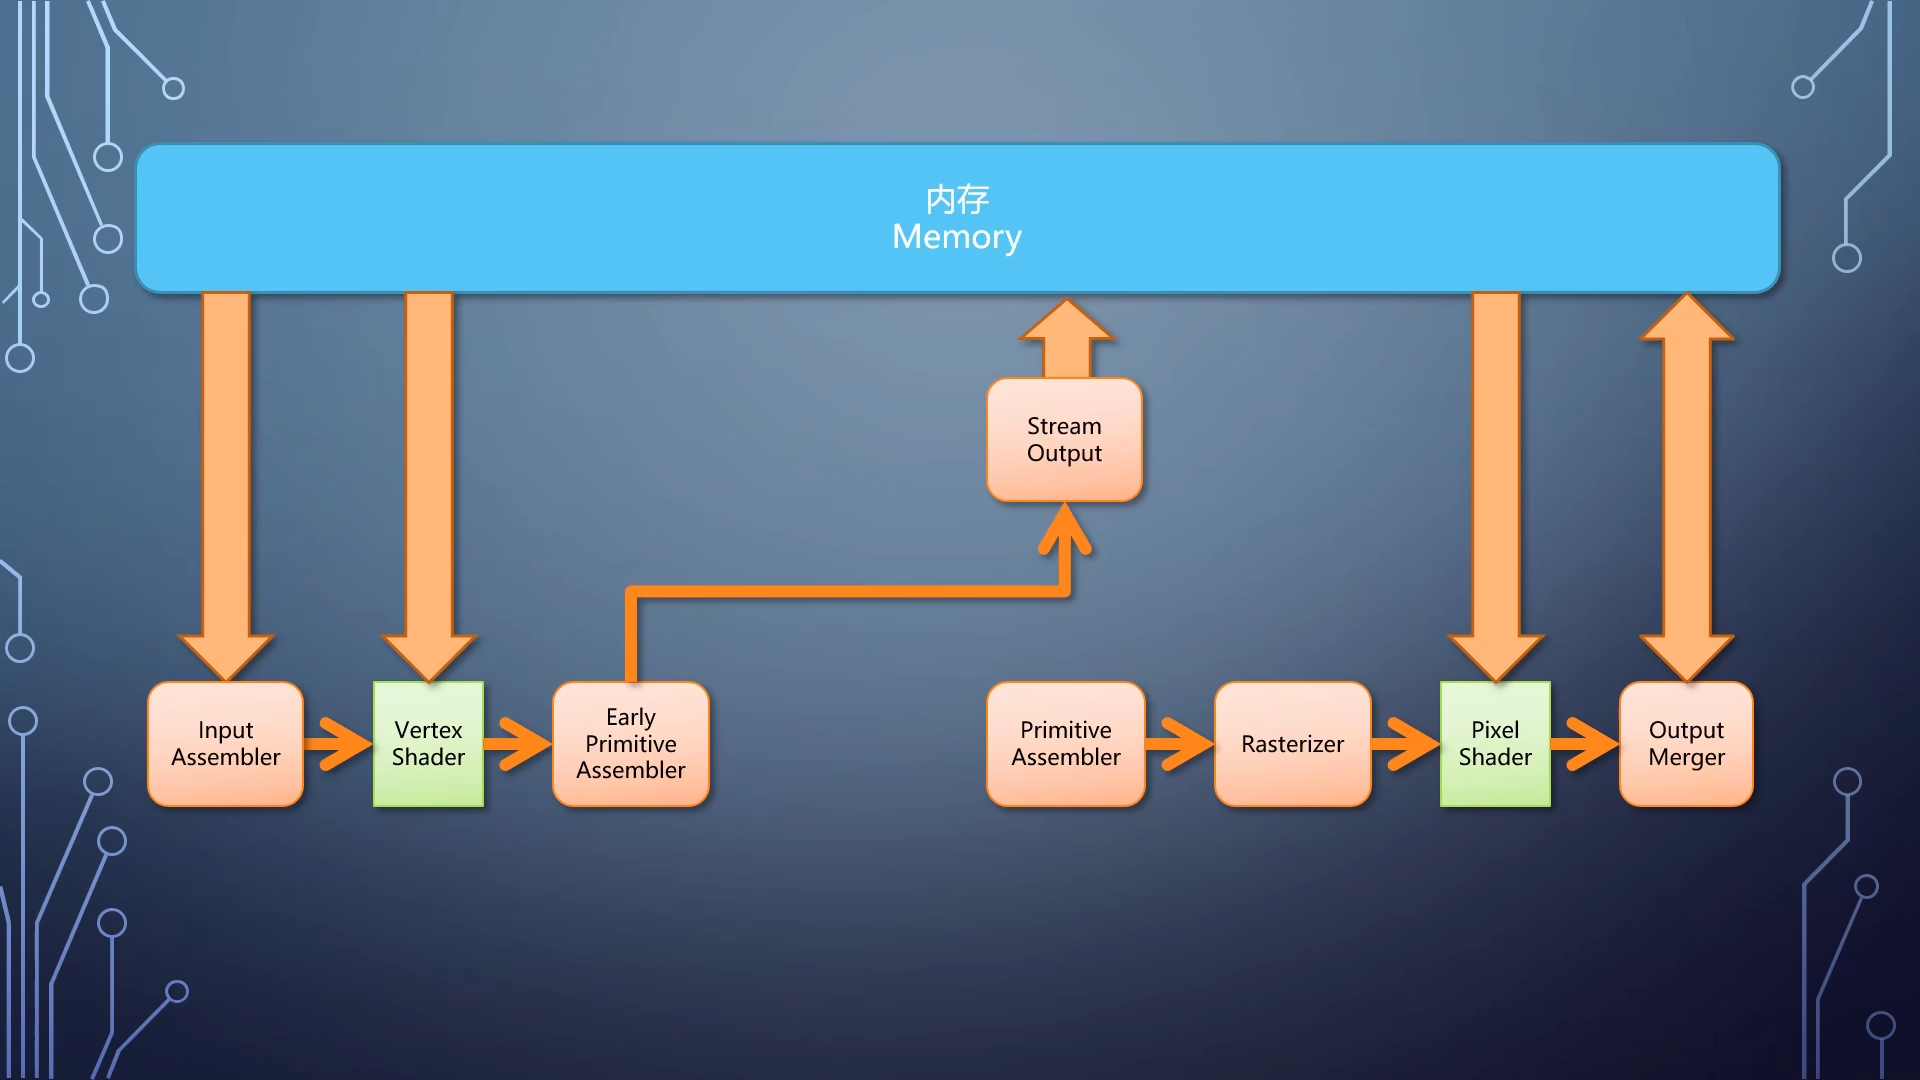 内存
Memory
Stream
Output
Input
Assembler
Vertex
Shader
Early
Primitive
Assembler
Primitive
Assembler
Rasterizer
Pixel
Shader
Output
Merger